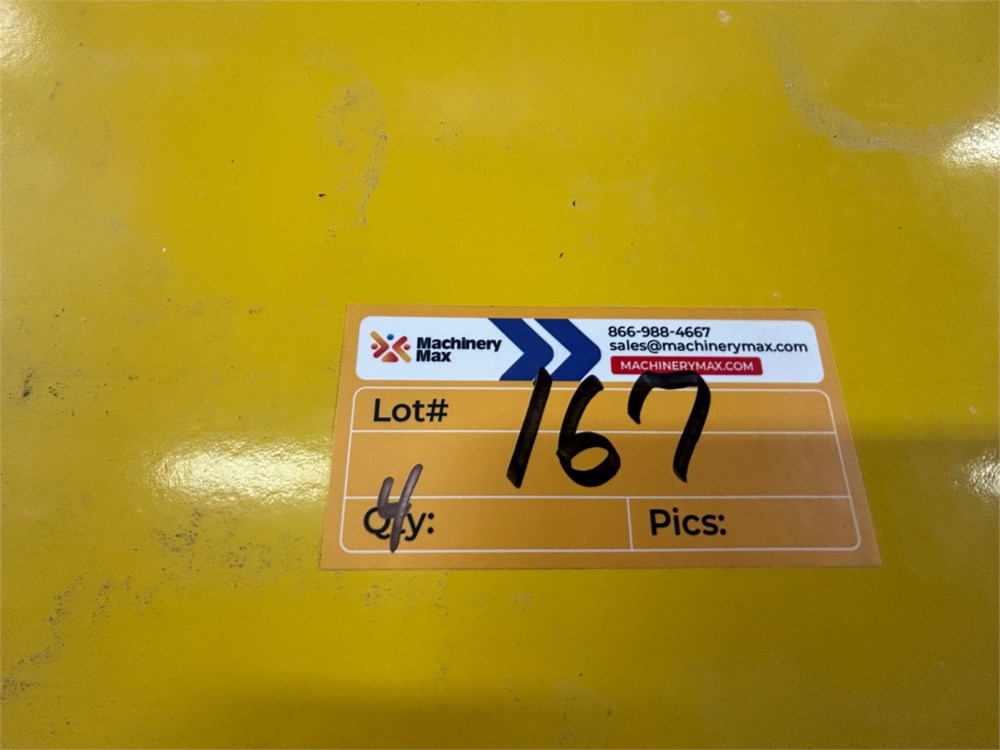 Machinery
Max
866-988-4667
sales@machinerymax.com
MACHINERYMAX.COM
Lot# 167
4
Qty:
Pics: